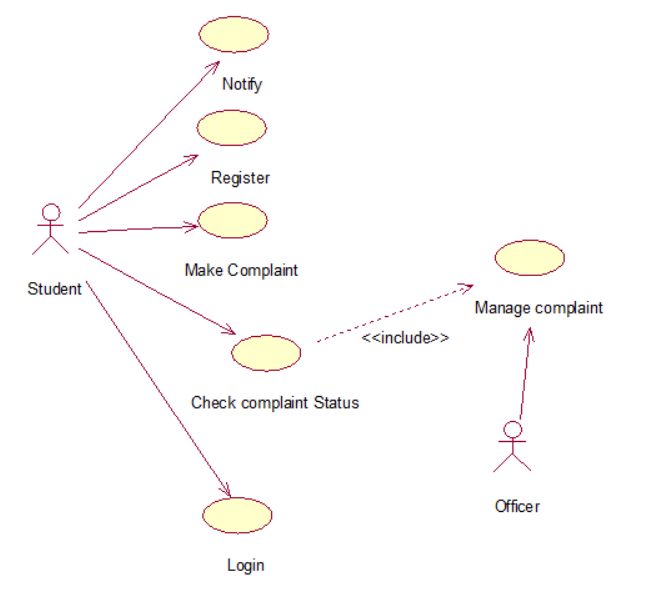 Notify
Register
Make Complaint
Student
Manage complaint
<<include>>
Check complaint Status
Officer
Login